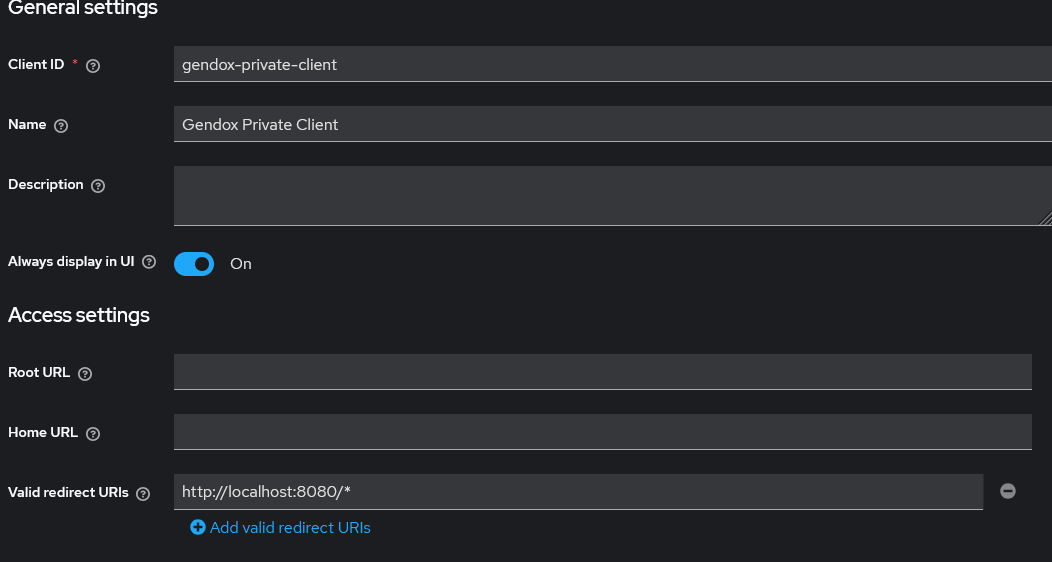 General settings
Client ID *
gendox-private-client
Name
Gendox Private Client
Description
Always display in UI
On
Access settings
Root URL
Home URL
Valid redirect URIs
http://localhost:8080/*
Add valid redirect URIs